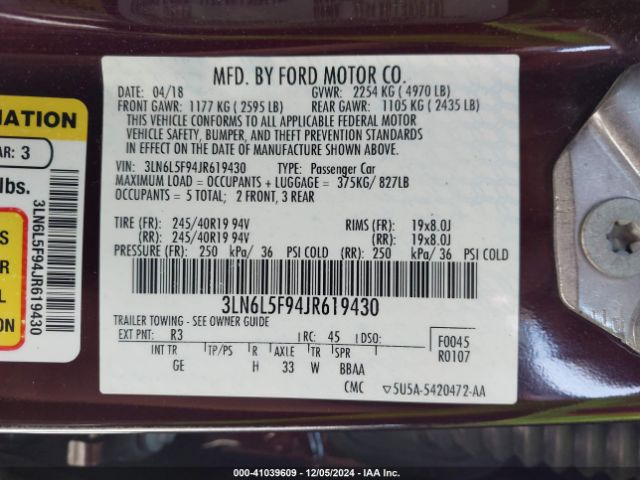 MFD. BY FORD MOTOR CO.
DATE: 04/18 GVWR: 2254 KG ( 4970 LB)
FRONT GAWR: 1177 KG ( 2595 LB) REAR GAWR: 1105 KG ( 2435 LB)
THIS VEHICLE CONFORMS TO ALL APPLICABLE FEDERAL MOTOR
VEHICLE SAFETY, BUMPER, AND THEFT PREVENTION STANDARDS
IN EFFECT ON THE DATE OF MANUFACTURE SHOWN ABOVE
VIN: 3LN6L5F94JR619430 TYPE: Passenger Car
MAXIMUM LOAD = OCCUPANTS + LUGGAGE = 375KG/ 827LB
OCCUPANTS = 5 TOTAL; 2 FRONT, 3 REAR
TIRE (FR): 245/40R19 94V RIMS (FR): 19x8.0J
(RR): 245/40R19 94V (RR): 19x8.0J
PRESSURE (FR): 250 kPa/ 36 PSI COLD (RR): 250 kPa/ 36 PSI COLD
3LN6L5F94JR619430
TRAILER TOWING - SEE OWNER GUIDE
EXT PNT: R3 RC: 45 DSO: F0045
INT TR TP/PS R AXLE TR SPR R0107
GE H 33 W BBAA
CMC ▽5U5A-5420472-AA
MATION
AR: 3
lbs.
S
R
L
ON
3LN6L5F94JR619430
000-41039609 - 12/05/2024 - IAA Inc.